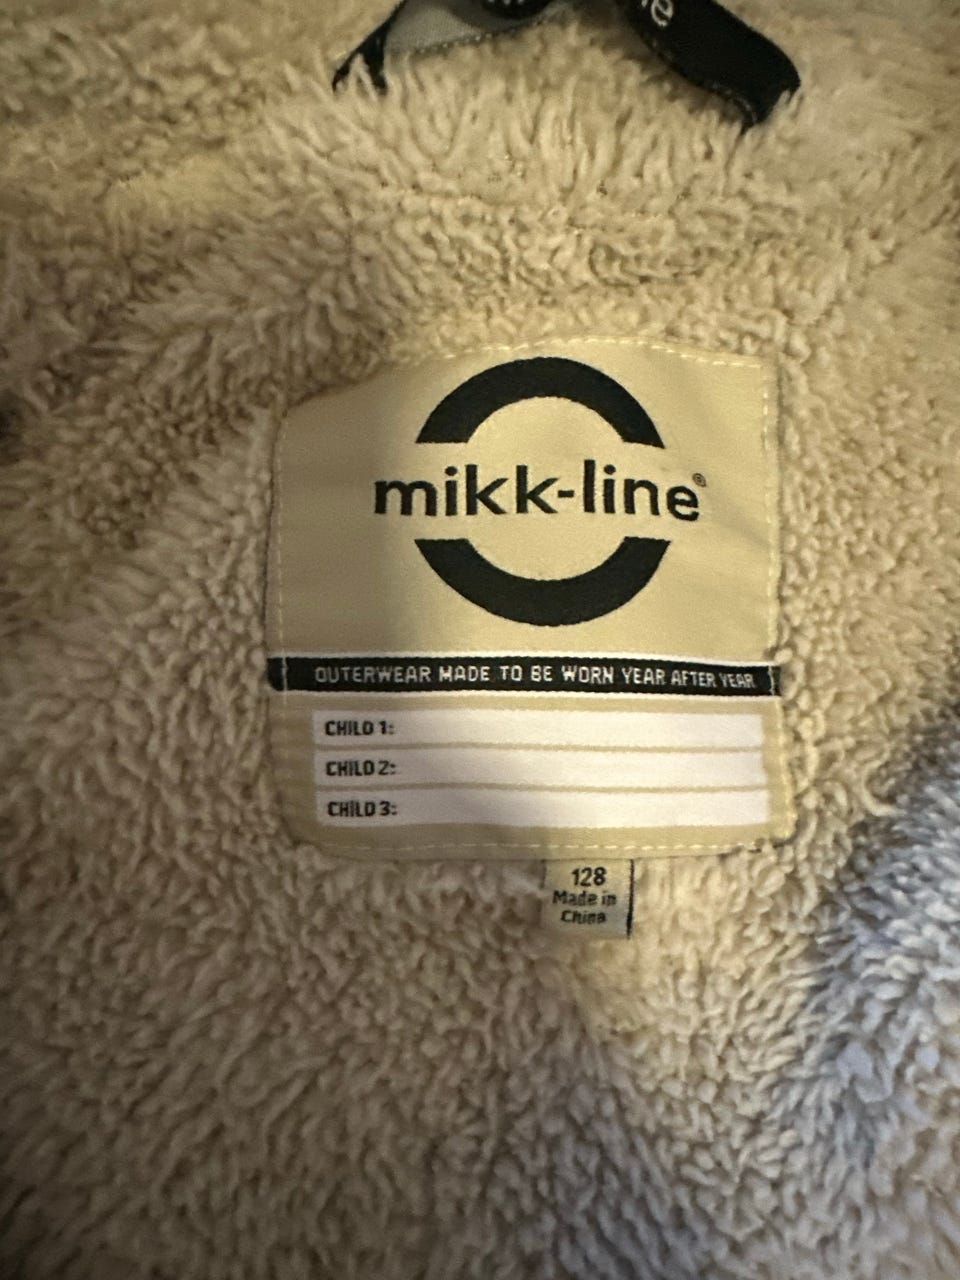 mikk-line®
OUTERWEAR MADE TO BE WORN YEAR AFTER YEAR
CHILD 1:
CHILD 2:
CHILD 3:
128
Made in
China